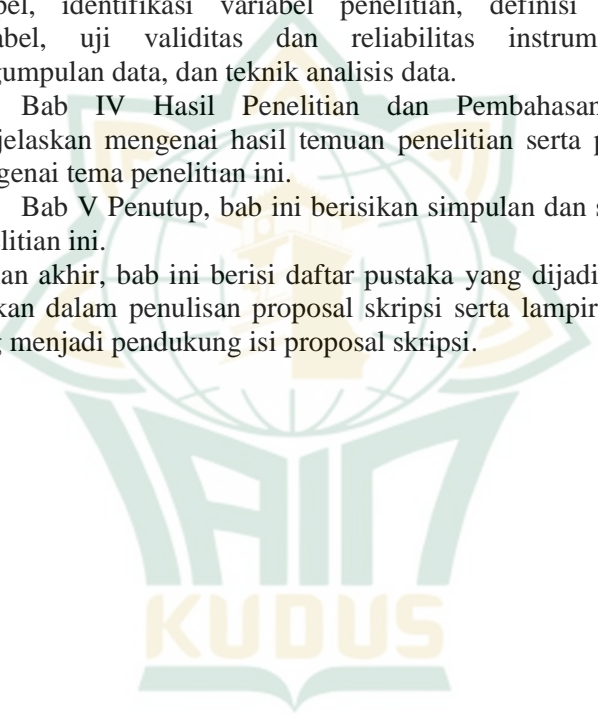 bel, identifikasi variabel penelitian, definisi
abel, uji validitas dan reliabilitas instrum
gumpulan data, dan teknik analisis data.
Bab IV Hasil Penelitian dan Pembahasan
jelaskan mengenai hasil temuan penelitian serta p
genai tema penelitian ini.
Bab V Penutup, bab ini berisikan simpulan dan s
elitian ini.
an akhir, bab ini berisi daftar pustaka yang dijadi
kan dalam penulisan proposal skripsi serta lampir
g menjadi pendukung isi proposal skripsi.
IAIN
KUDUS